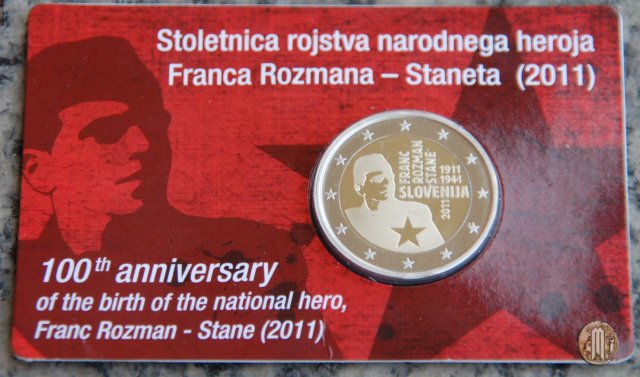 Stoletnica rojstva narodnega heroja
Franca Rozmana – Staneta (2011)
FRANC
ROZMAN
STANE
1911
1944
SLOVENIJA
2011
100th anniversary
of the birth of the national hero,
Franc Rozman - Stane (2011)